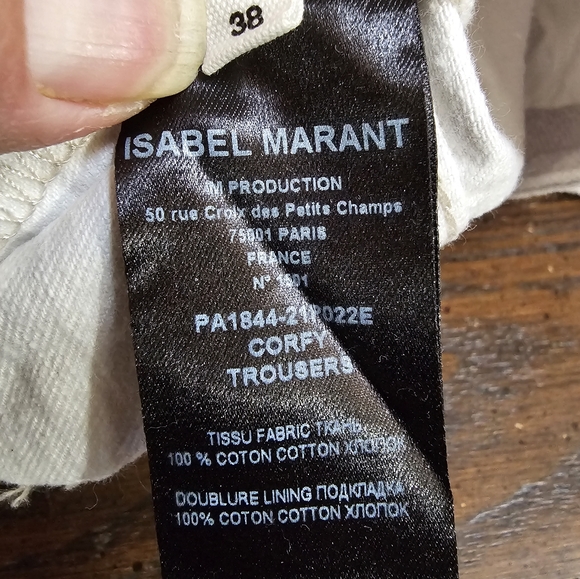 38
ISABEL MARANT
IM PRODUCTION
50 rue Croix des Petits Champs
75001 PARIS
FRANCE
N° 1501
PA1844-21P022E
CORFY
TROUSERS
TISSU FABRIC ТКАНЬ
100 % COTON COTTON ХЛОПОК
DOUBLURE LINING ПОДКЛАДКА
100% COTON COTTON ХЛОПОК